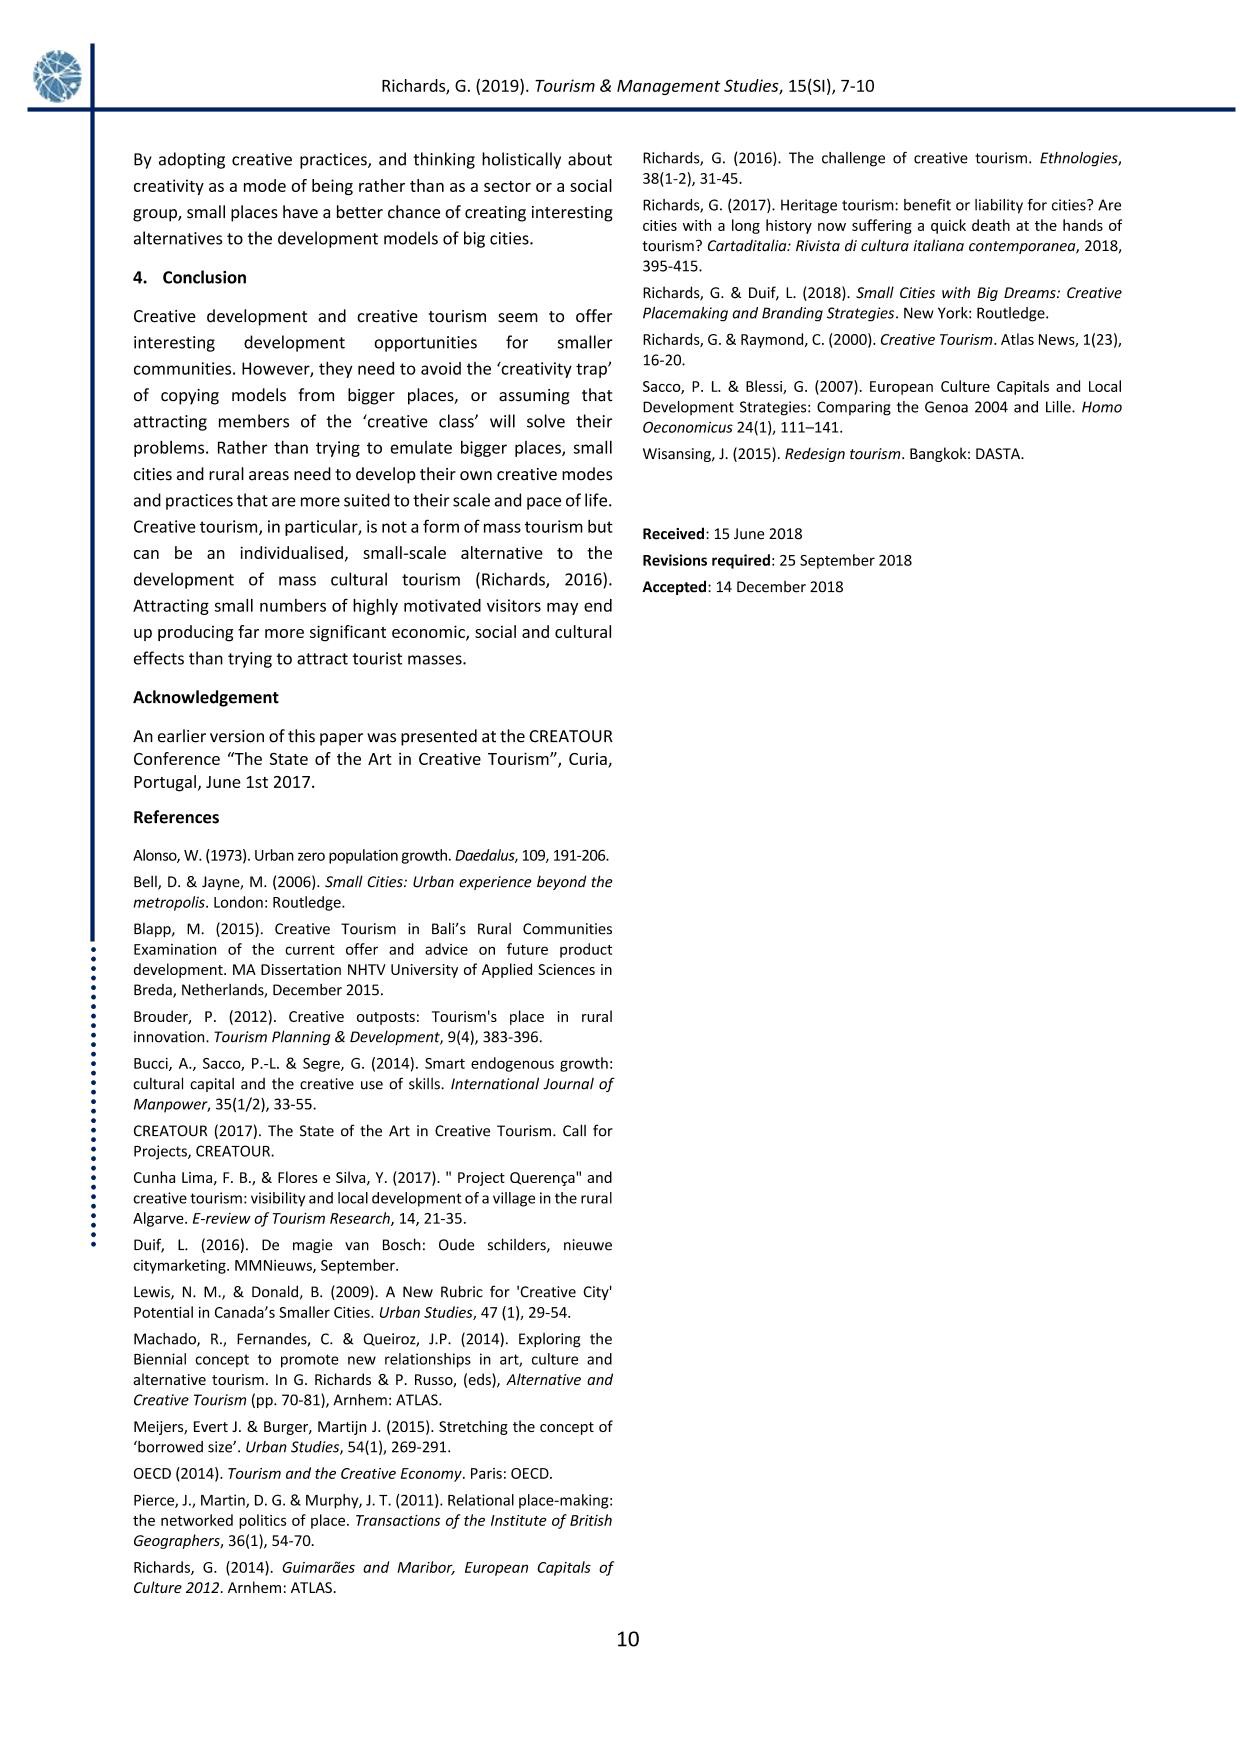 Richards, G. (2019). Tourism & Management Studies, 15(SI), 7-10
By adopting creative practices, and thinking holistically about
creativity as a mode of being rather than as a sector or a social
group, small places have a better chance of creating interesting
alternatives to the development models of big cities.
4. Conclusion
Creative development and creative tourism seem to offer
interesting development opportunities for smaller
communities. However, they need to avoid the ‘creativity trap’
of copying models from bigger places, or assuming that
attracting members of the ‘creative class’ will solve their
problems. Rather than trying to emulate bigger places, small
cities and rural areas need to develop their own creative modes
and practices that are more suited to their scale and pace of life.
Creative tourism, in particular, is not a form of mass tourism but
can be an individualised, small-scale alternative to the
development of mass cultural tourism (Richards, 2016).
Attracting small numbers of highly motivated visitors may end
up producing far more significant economic, social and cultural
effects than trying to attract tourist masses.
Acknowledgement
An earlier version of this paper was presented at the CREATOUR
Conference “The State of the Art in Creative Tourism”, Curia,
Portugal, June 1st 2017.
References
Alonso, W. (1973). Urban zero population growth. Daedalus, 109, 191-206.
Bell, D. & Jayne, M. (2006). Small Cities: Urban experience beyond the
metropolis. London: Routledge.
Blapp, M. (2015). Creative Tourism in Bali’s Rural Communities
Examination of the current offer and advice on future product
development. MA Dissertation NHTV University of Applied Sciences in
Breda, Netherlands, December 2015.
Brouder, P. (2012). Creative outposts: Tourism's place in rural
innovation. Tourism Planning & Development, 9(4), 383-396.
Bucci, A., Sacco, P.-L. & Segre, G. (2014). Smart endogenous growth:
cultural capital and the creative use of skills. International Journal of
Manpower, 35(1/2), 33-55.
CREATOUR (2017). The State of the Art in Creative Tourism. Call for
Projects, CREATOUR.
Cunha Lima, F. B., & Flores e Silva, Y. (2017). " Project Querença" and
creative tourism: visibility and local development of a village in the rural
Algarve. E-review of Tourism Research, 14, 21-35.
Duif, L. (2016). De magie van Bosch: Oude schilders, nieuwe
citymarketing. MMNieuws, September.
Lewis, N. M., & Donald, B. (2009). A New Rubric for 'Creative City'
Potential in Canada’s Smaller Cities. Urban Studies, 47 (1), 29-54.
Machado, R., Fernandes, C. & Queiroz, J.P. (2014). Exploring the
Biennial concept to promote new relationships in art, culture and
alternative tourism. In G. Richards & P. Russo, (eds), Alternative and
Creative Tourism (pp. 70-81), Arnhem: ATLAS.
Meijers, Evert J. & Burger, Martijn J. (2015). Stretching the concept of
‘borrowed size’. Urban Studies, 54(1), 269-291.
OECD (2014). Tourism and the Creative Economy. Paris: OECD.
Pierce, J., Martin, D. G. & Murphy, J. T. (2011). Relational place-making:
the networked politics of place. Transactions of the Institute of British
Geographers, 36(1), 54-70.
Richards, G. (2014). Guimarães and Maribor, European Capitals of
Culture 2012. Arnhem: ATLAS.
Richards, G. (2016). The challenge of creative tourism. Ethnologies,
38(1-2), 31-45.
Richards, G. (2017). Heritage tourism: benefit or liability for cities? Are
cities with a long history now suffering a quick death at the hands of
tourism? Cartaditalia: Rivista di cultura italiana contemporanea, 2018,
395-415.
Richards, G. & Duif, L. (2018). Small Cities with Big Dreams: Creative
Placemaking and Branding Strategies. New York: Routledge.
Richards, G. & Raymond, C. (2000). Creative Tourism. Atlas News, 1(23),
16-20.
Sacco, P. L. & Blessi, G. (2007). European Culture Capitals and Local
Development Strategies: Comparing the Genoa 2004 and Lille. Homo
Oeconomicus 24(1), 111–141.
Wisansing, J. (2015). Redesign tourism. Bangkok: DASTA.
Received: 15 June 2018
Revisions required: 25 September 2018
Accepted: 14 December 2018
10